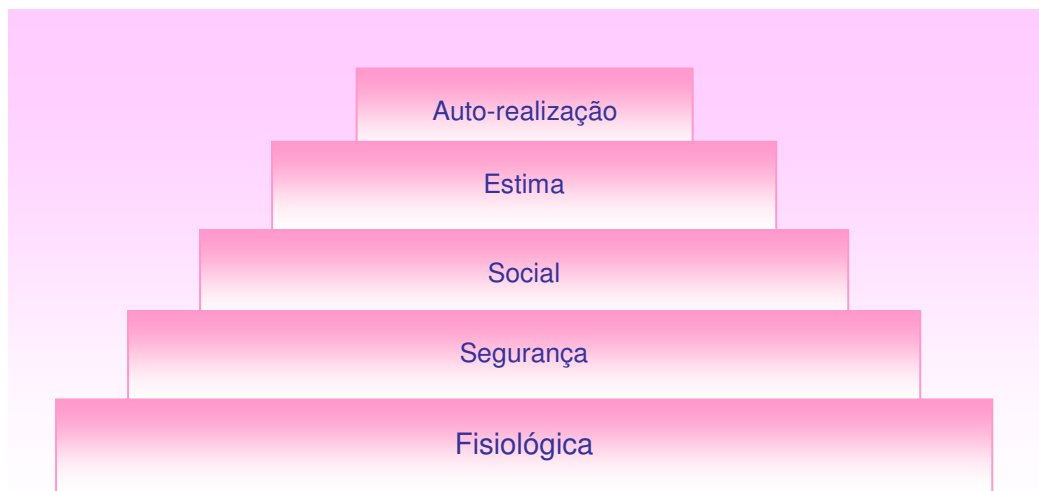 Auto-realização
Estima
Social
Segurança
Fisiológica